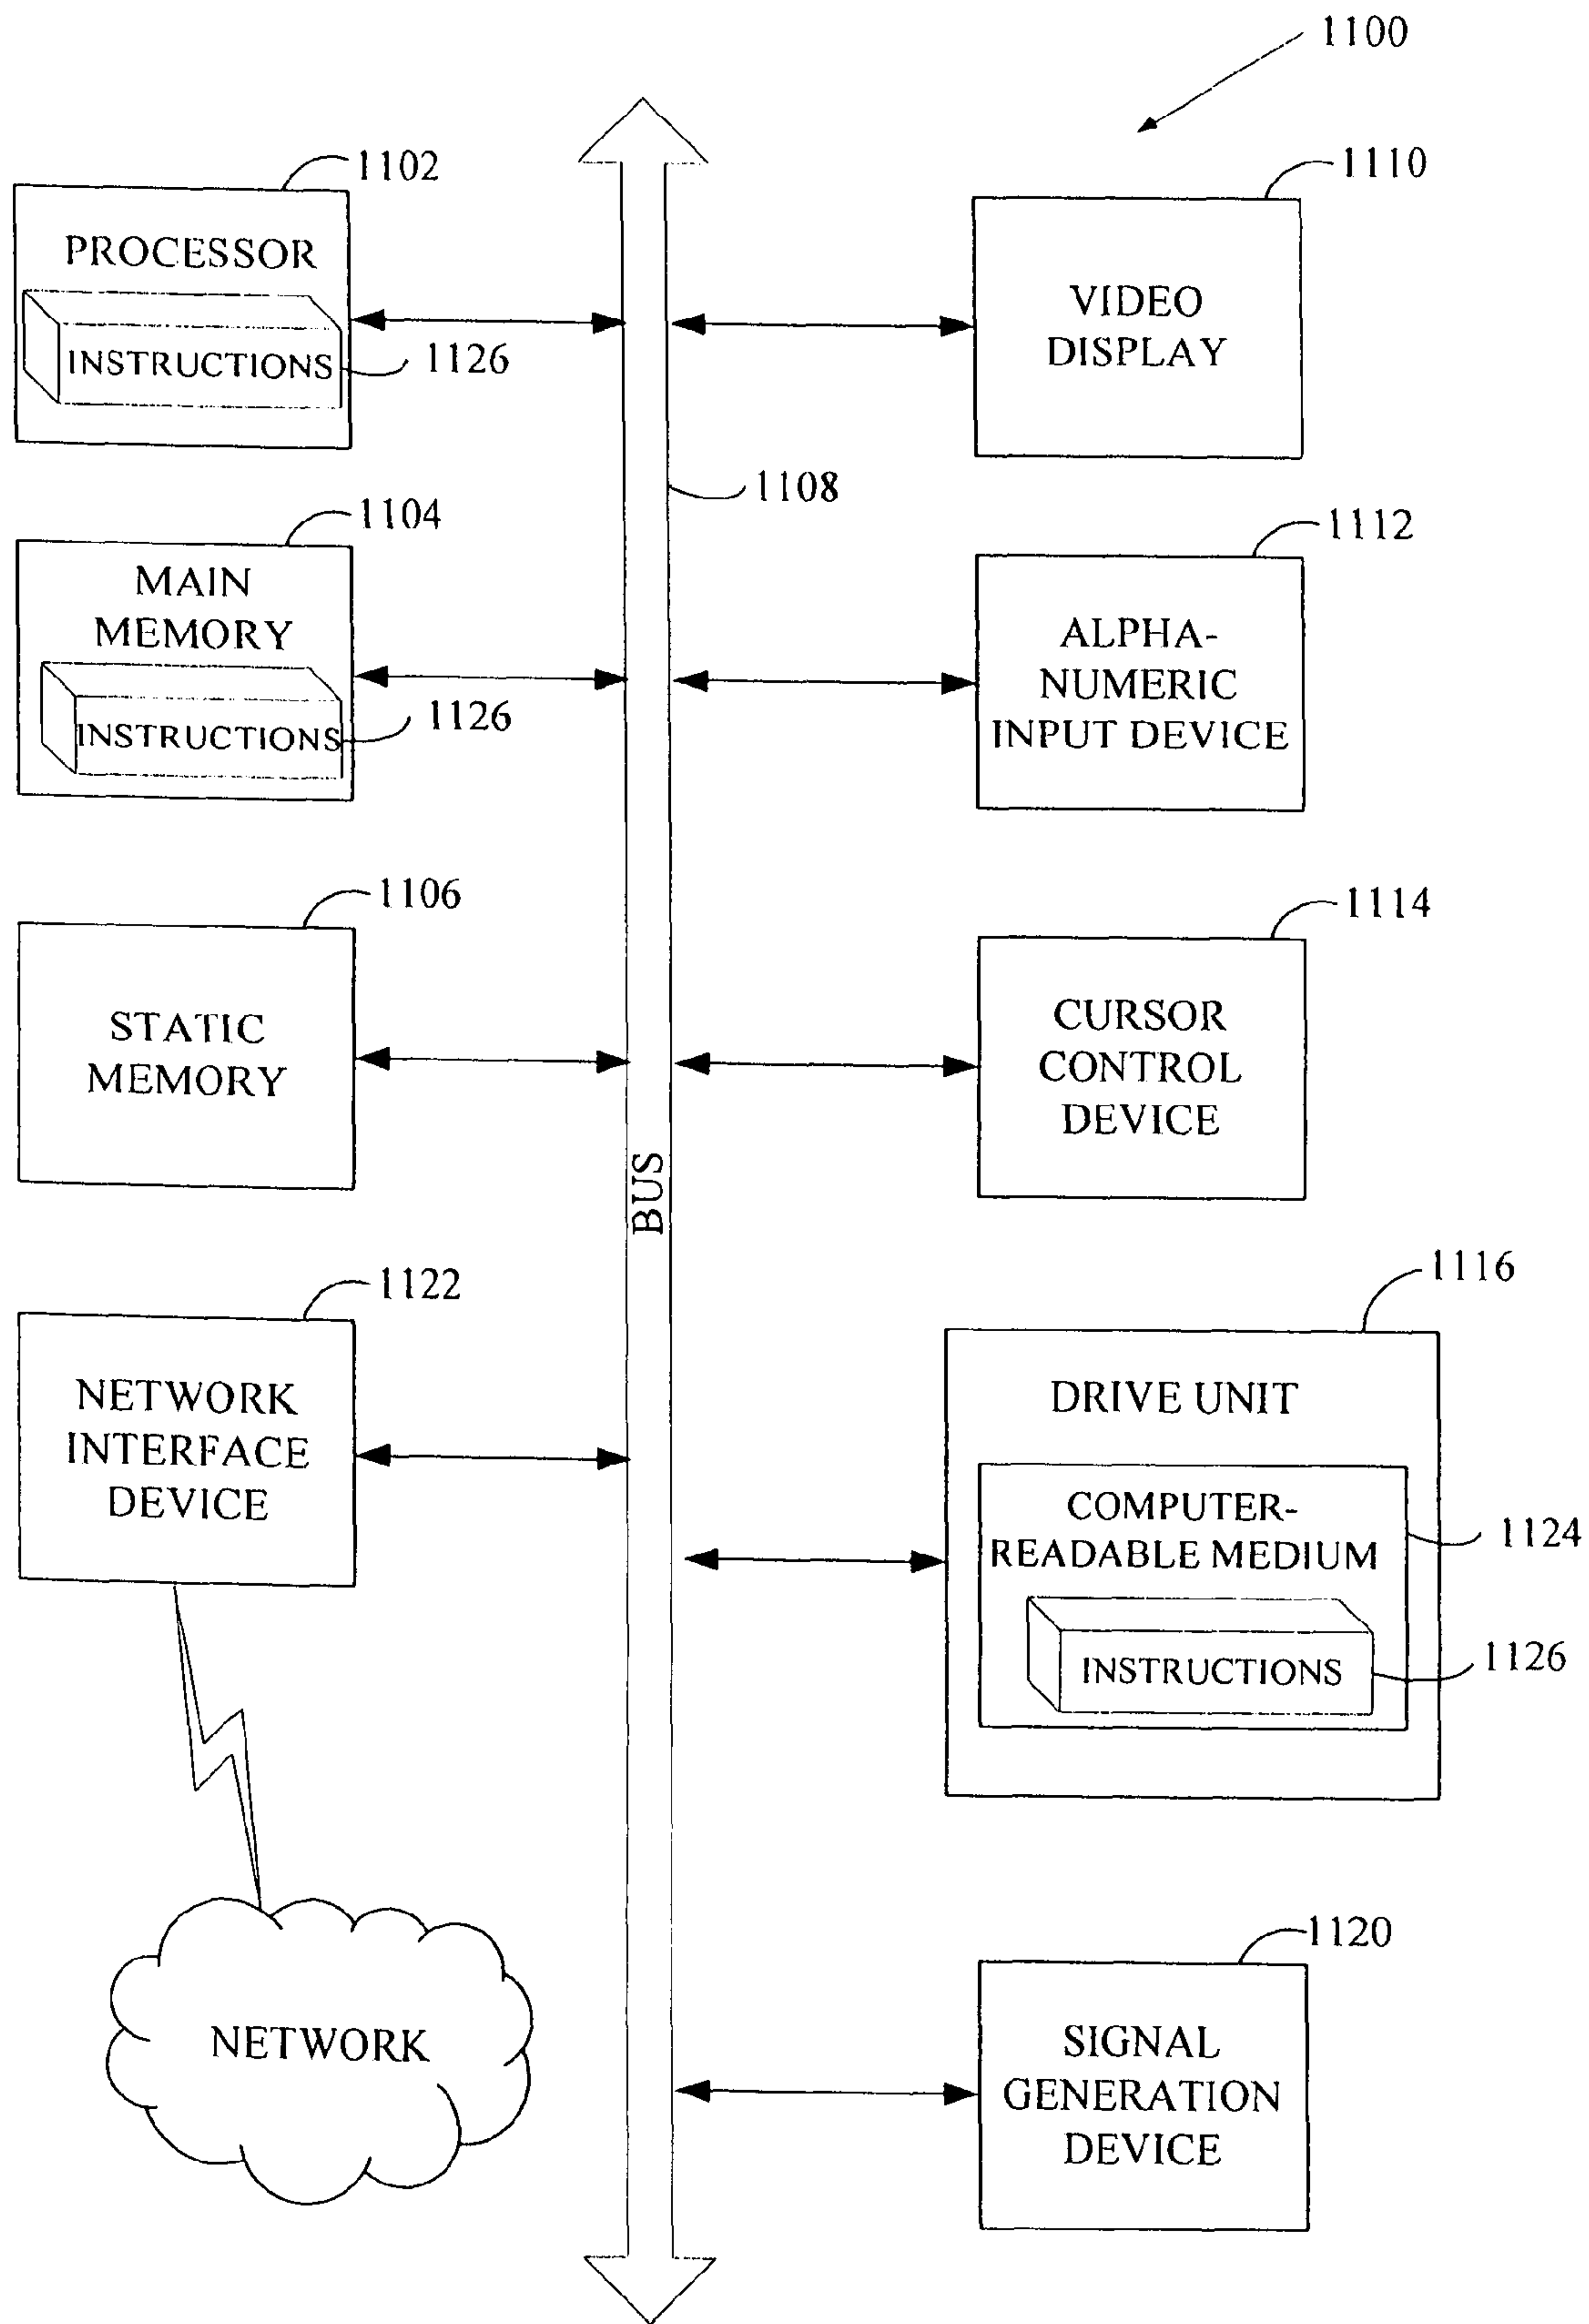 1100
1102
PROCESSOR
INSTRUCTIONS
1126
1110
VIDEO
DISPLAY
1108
1104
MAIN
MEMORY
INSTRUCTIONS
1126
1112
ALPHA-
NUMERIC
INPUT DEVICE
1106
STATIC
MEMORY
1114
CURSOR
CONTROL
DEVICE
BUS
1122
NETWORK
INTERFACE
DEVICE
1116
DRIVE UNIT
COMPUTER-
READABLE MEDIUM
1124
INSTRUCTIONS
1126
NETWORK
1120
SIGNAL
GENERATION
DEVICE